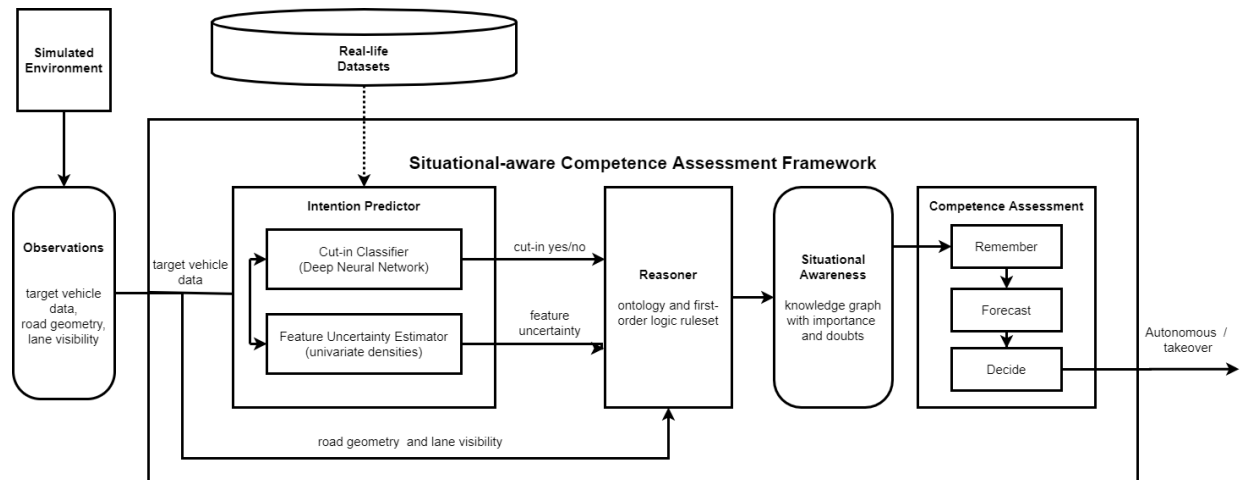 Simulated
Environment
Real-life
Datasets
Situational-aware Competence Assessment Framework
Observations
target vehicle
data,
road geometry,
lane visibility
target vehicle
data
Intention Predictor
Cut-in Classifier
(Deep Neural Network)
Feature Uncertainty Estimator
(univariate densities)
cut-in yes/no
feature
uncertainty
road geometry  and lane visibility
Reasoner
ontology and first-
order logic ruleset
Situational
Awareness
knowledge graph
with importance
and doubts
Competence Assessment
Remember
Forecast
Decide
Autonomous  /
takeover